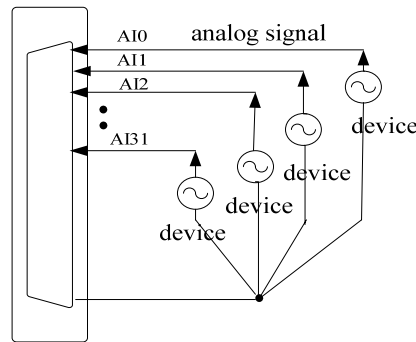 AI0 analog signal
AI1
AI2
AI31
device
device
device
device